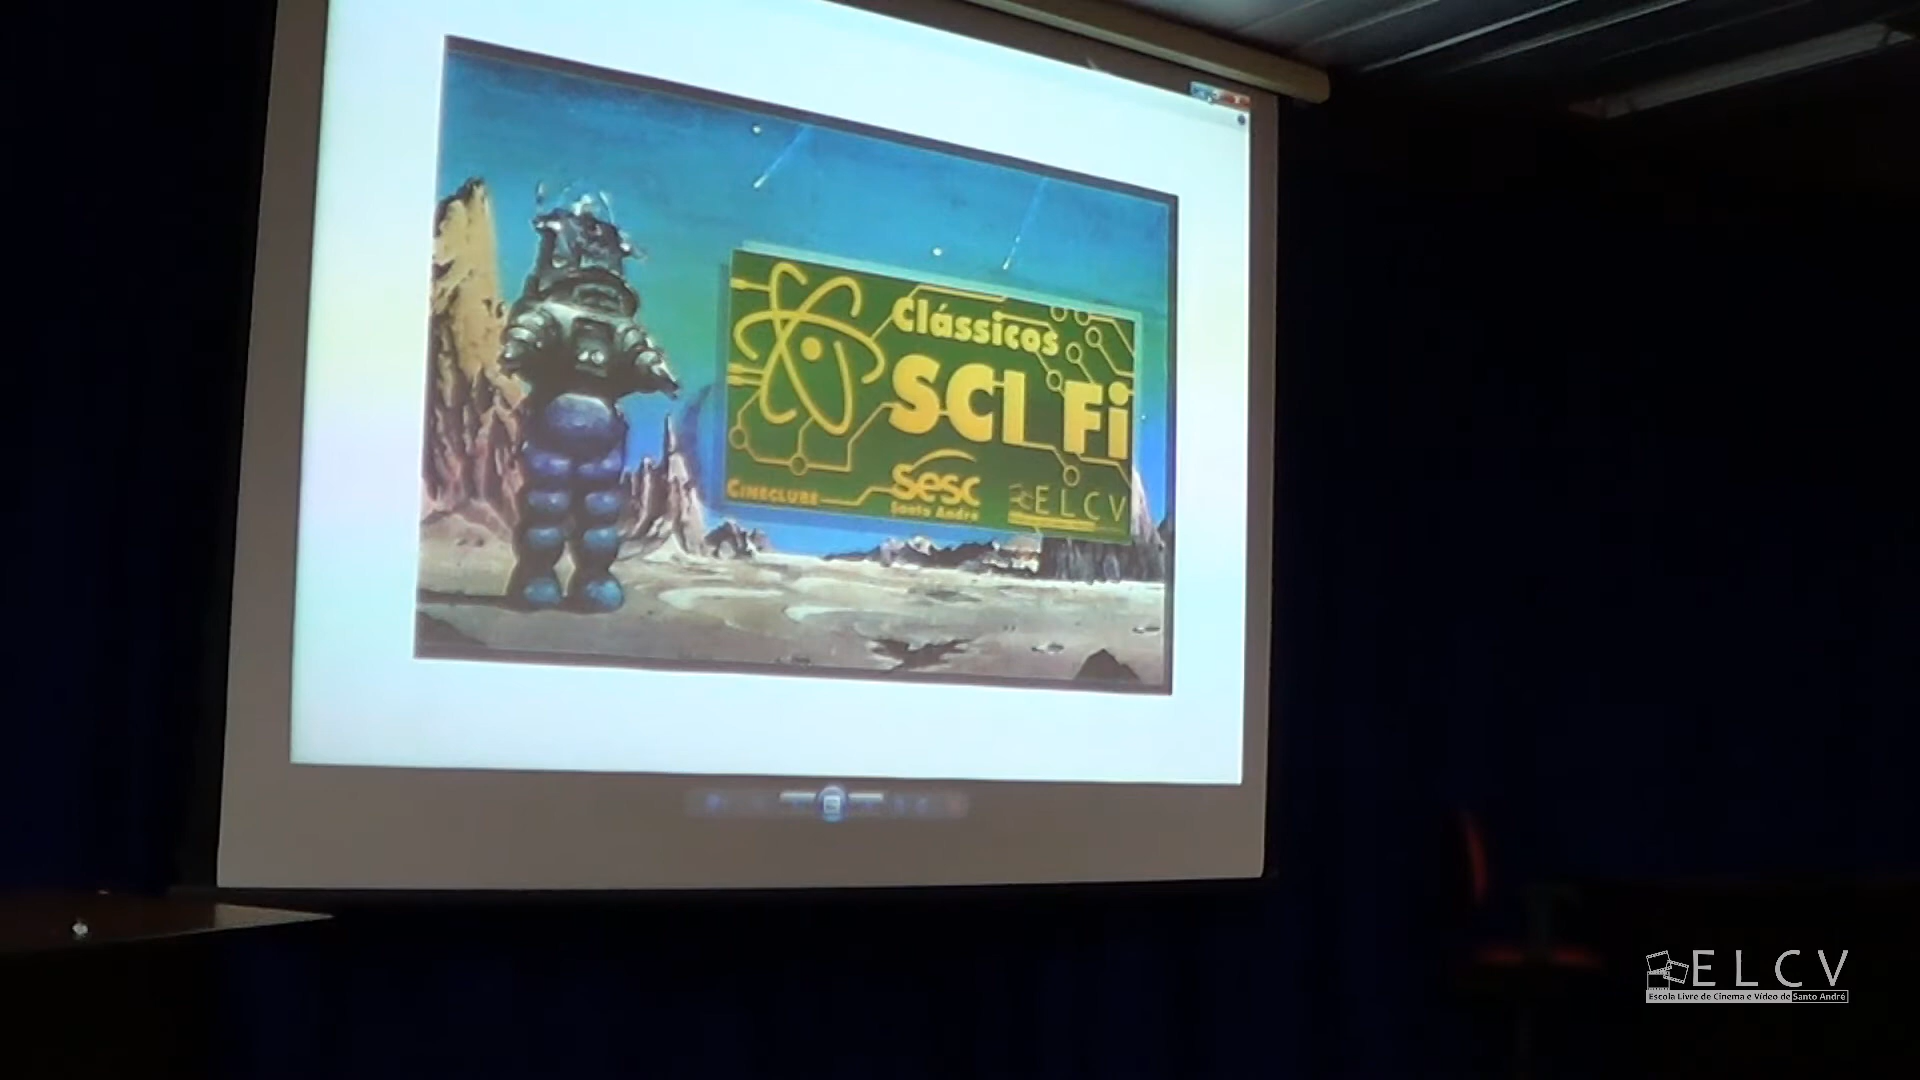 Clássicos
SCI Fi
CINECLUBE
Sesc
Santo André
ELCV
ELCV
Escola Livre de Cinema e Vídeo de Santo André